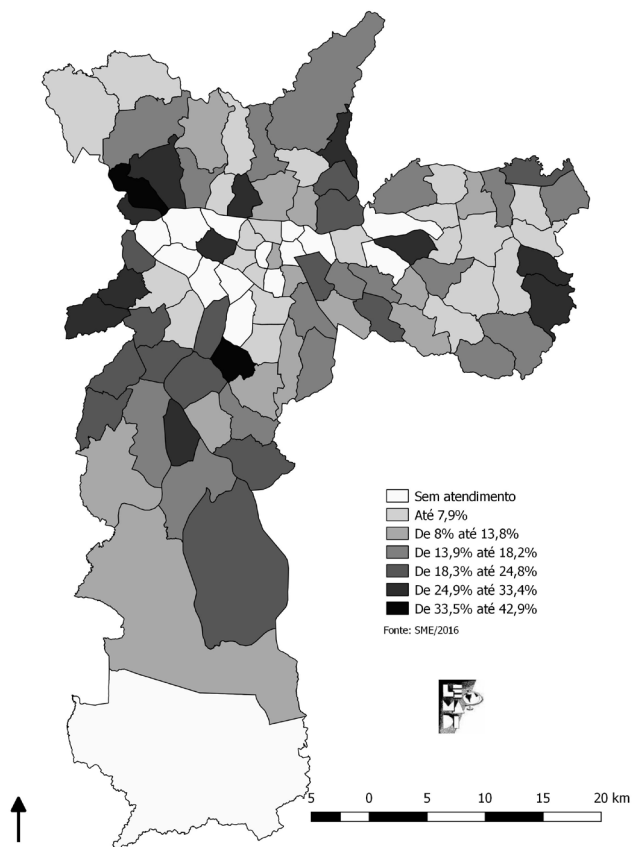 Sem atendimento
Até 7,9%
De 8% até 13,8%
De 13,9% até 18,2%
De 18,3% até 24,8%
De 24,9% até 33,4%
De 33,5% até 42,9%
Fonte: SME/2016
5 0 5 10 15 20 km